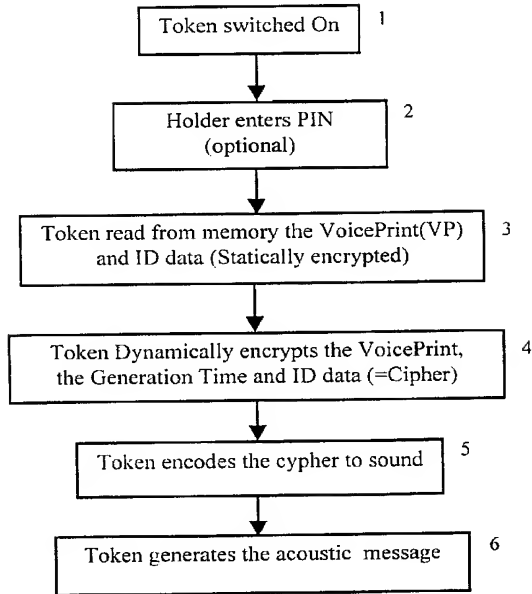 Token switched On 1
Holder enters PIN 2
(optional)
Token read from memory the VoicePrint(VP) 3
and ID data (Statically encrypted)
Token Dynamically encrypts the VoicePrint, 4
the Generation Time and ID data (=Cipher)
Token encodes the cypher to sound 5
Token generates the acoustic message 6